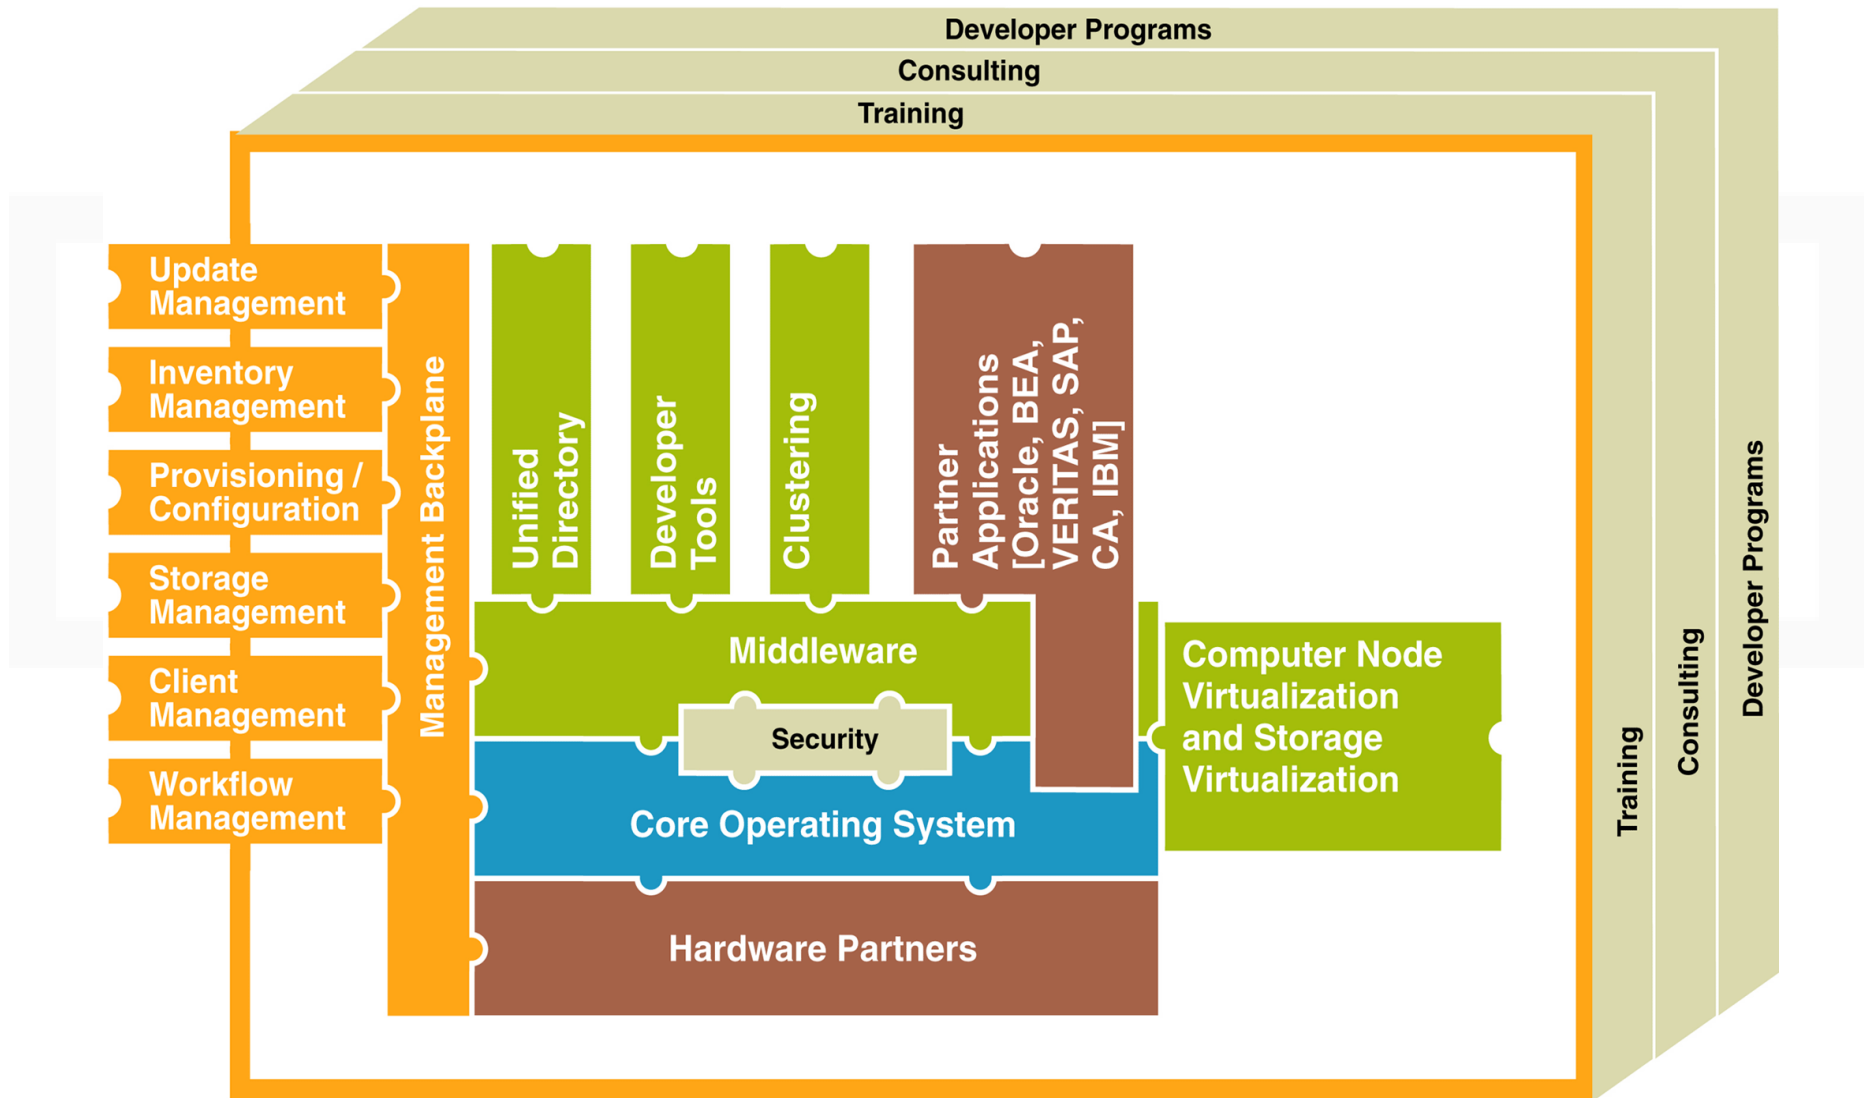 Developer Programs
Consulting
Training
Update
Management
Inventory
Management
Provisioning /
Configuration
Storage
Management
Client
Management
Workflow
Management
Management Backplane
Unified
Directory
Developer
Tools
Clustering
Partner
Applications
[Oracle, BEA,
VERITAS, SAP,
CA, IBM]
Middleware
Security
Core Operating System
Hardware Partners
Computer Node
Virtualization
and Storage
Virtualization
Training
Consulting
Developer Programs